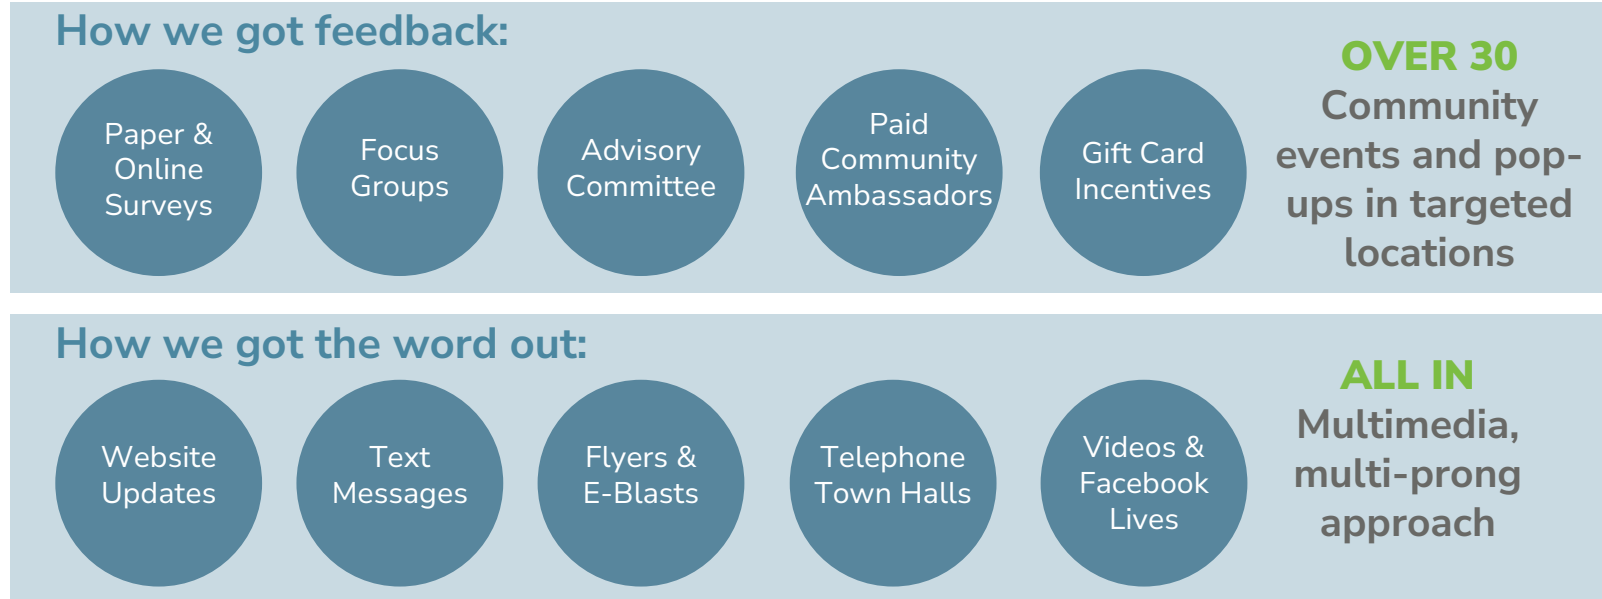 How we got feedback:
Paper &
Online
Surveys
Focus
Groups
Advisory
Committee
Paid
Community
Ambassadors
Gift Card
Incentives
OVER 30
Community
events and pop-
ups in targeted
locations
How we got the word out:
Website
Updates
Text
Messages
Flyers &
E-Blasts
Telephone
Town Halls
Videos &
Facebook
Lives
ALL IN
Multimedia,
multi-prong
approach